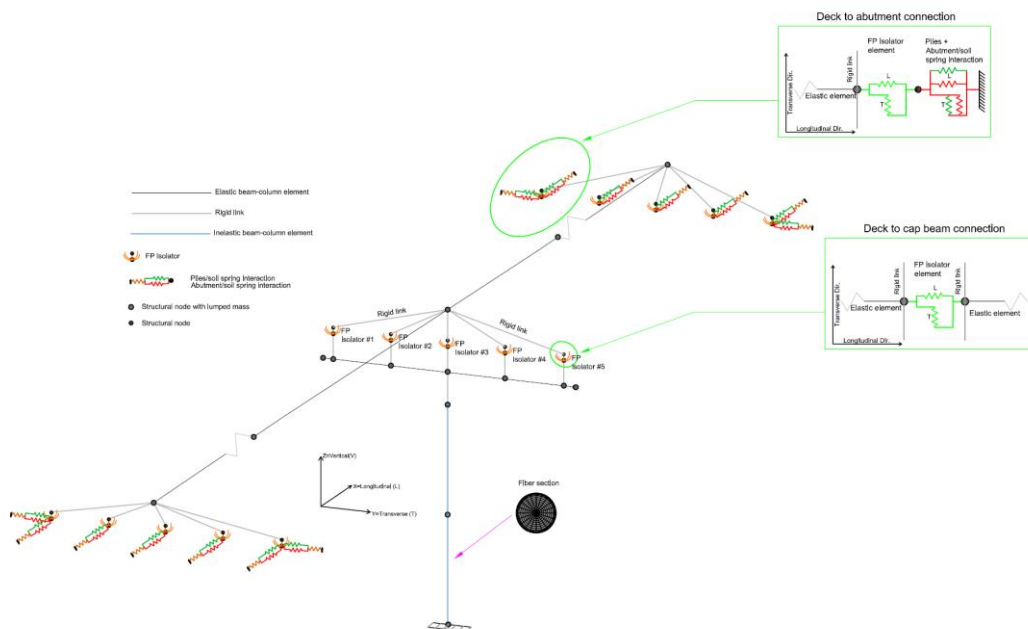 Deck to abutment connection
FP Isolator
element
Piles +
Abutment/soil
spring interaction
Transverse Dir.
Rigid link
L
L
Elastic element
T
T
Longitudinal Dir.
Elastic beam-column element
Rigid link
Inelastic beam-column element
FP Isolator
Piles/soil spring interaction
Abutment/soil spring interaction
Structural node with lumped mass
Structural node
Deck to cap beam connection
FP Isolator
element
Transverse Dir.
Rigid link
Rigid link
L
Elastic element
T
Elastic element
Longitudinal Dir.
Rigid link
Rigid link
FP
Isolator #1
FP
Isolator #2
FP
Isolator #3
FP
Isolator #4
FP
Isolator #5
Z=Vertical(V)
X=Longitudinal (L)
Y=Transverse (T)
Fiber section